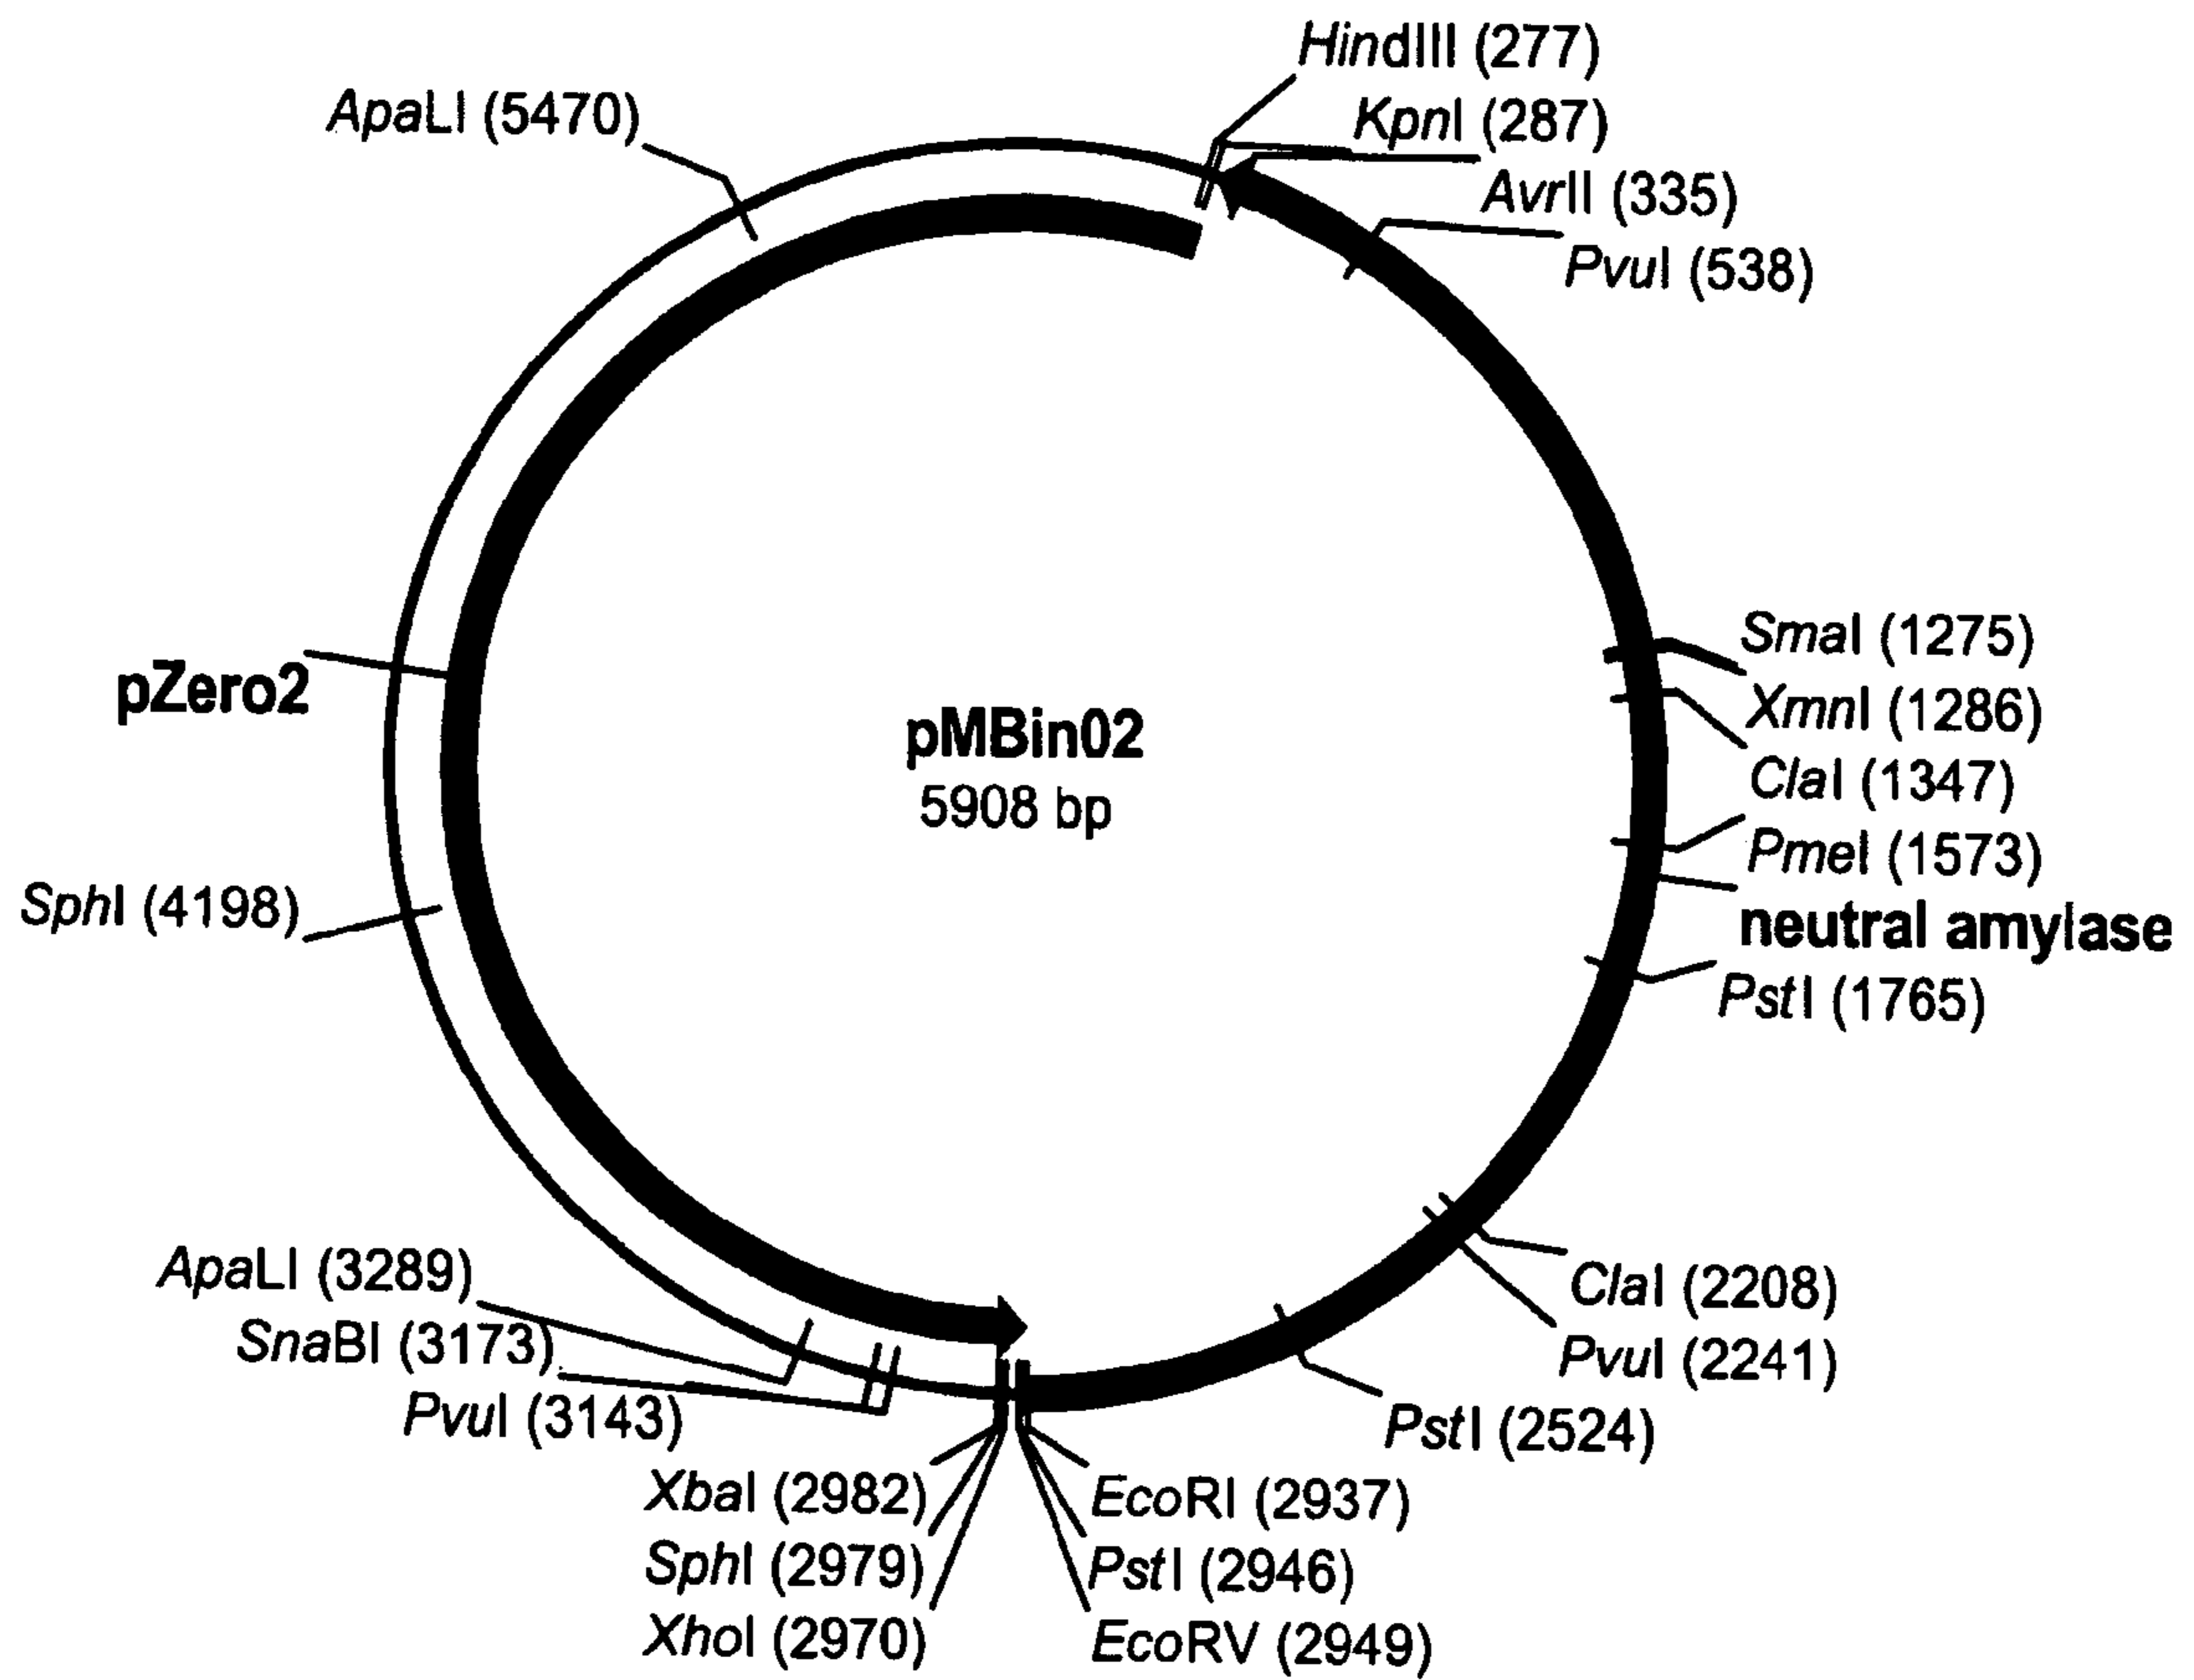 HindIII (277)
KpnI (287)
AvrII (335)
PvuI (538)
ApaLI (5470)
SmaI (1275)
XmnI (1286)
ClaI (1347)
PmeI (1573)
neutral amylase
PstI (1765)
pZero2
pMBin02
5908 bp
SphI (4198)
ApaLI (3289)
SnaBI (3173)
PvuI (3143)
ClaI (2208)
PvuI (2241)
PstI (2524)
XbaI (2982)
SphI (2979)
XhoI (2970)
EcoRI (2937)
PstI (2946)
EcoRV (2949)